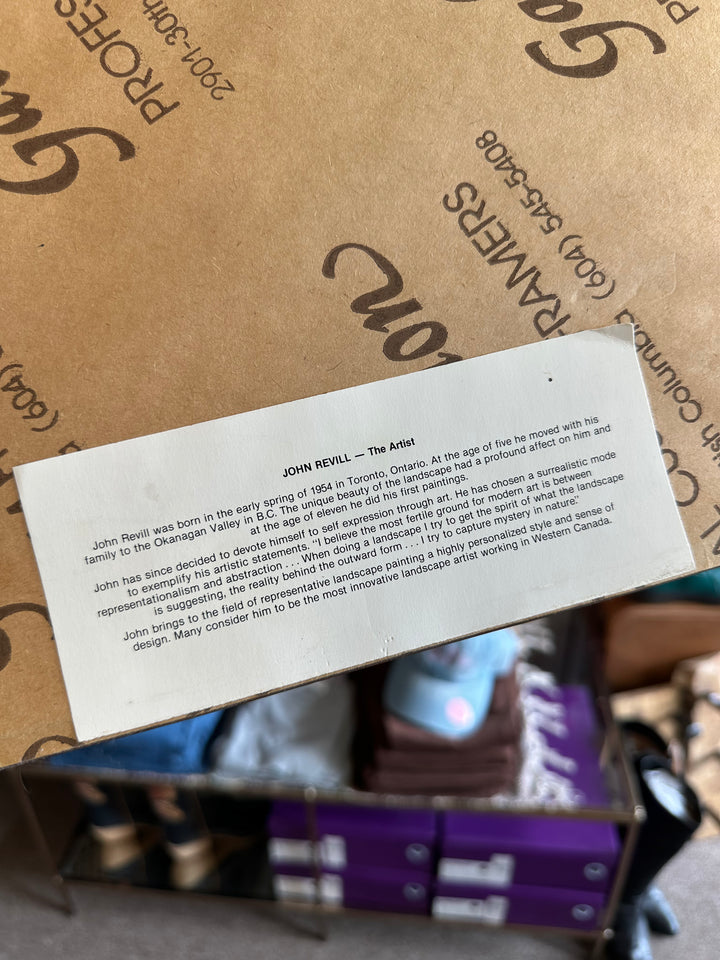 PROFES
2901-30th
(604) 545-5408
FRAMERS
ish Columbia
on
(604)
JOHN REVILL — The Artist
John Revill was born in the early spring of 1954 in Toronto, Ontario. At the age of five he moved with his
family to the Okanagan Valley in B.C. The unique beauty of the landscape had a profound affect on him and
at the age of eleven he did his first paintings.
John has since decided to devote himself to self expression through art. He has chosen a surrealistic mode
to exemplify his artistic statements. "I believe the most fertile ground for modern art is between
representationalism and abstraction . . . When doing a landscape I try to get the spirit of what the landscape
is suggesting, the reality behind the outward form . . . I try to capture mystery in nature."
John brings to the field of representative landscape painting a highly personalized style and sense of
design. Many consider him to be the most innovative landscape artist working in Western Canada.